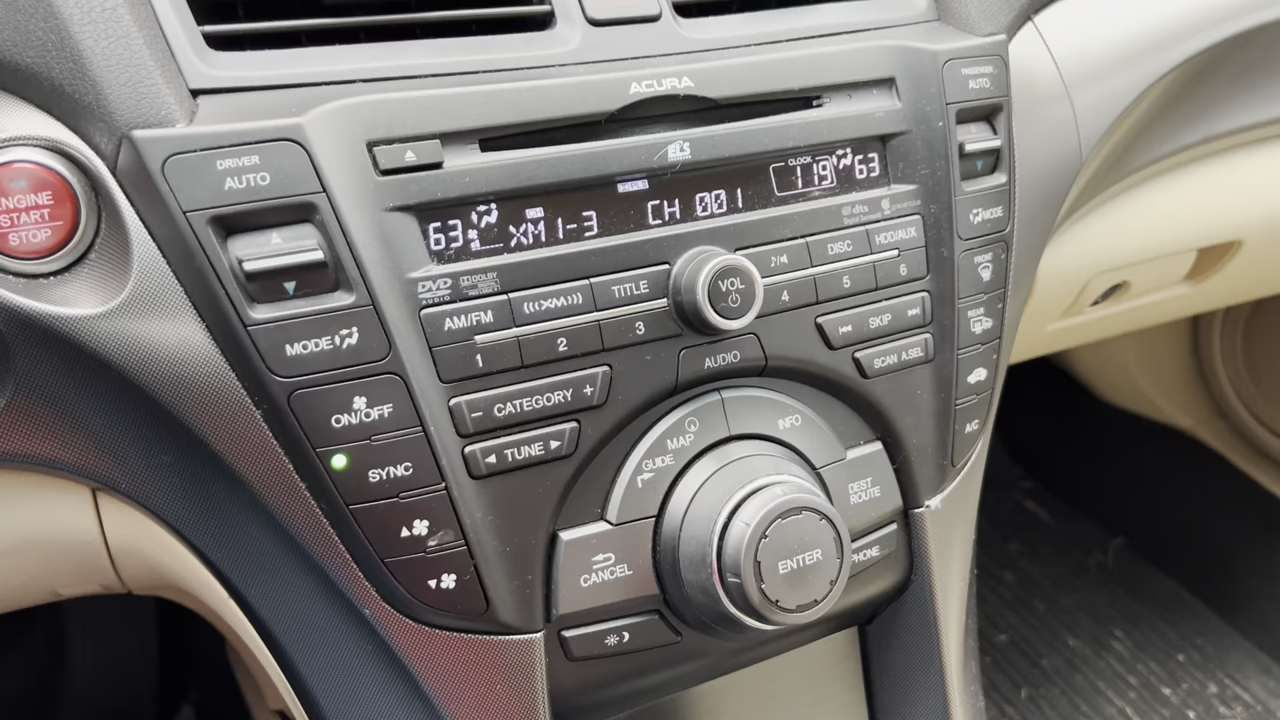 ACURA
PASSENGER
AUTO
ELS
DRIVER
AUTO
ENGINE
START
STOP
CLOCK
63
CH
XM1-3
CH 001
1 19
63
MODE
dts
Digital Surround
DVD
AUDIO
DOLBY
AM/FM
XM
TITLE
VOL
DISC
HDD/AUX
1
2
3
4
5
6
MODE
SKIP
SCAN A.SEL
AUDIO
FRONT
REAR
A/C
ON/OFF
SYNC
− CATEGORY +
TUNE
MAP
GUIDE
INFO
DEST
ROUTE
CANCEL
ENTER
PHONE